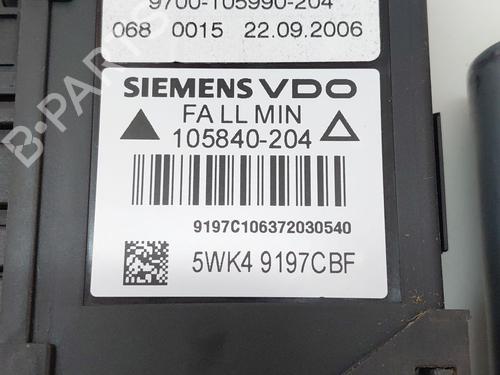 9700-105990-204
068 0015 22.09.2006
SIEMENS VDO
FA LL MIN
105840-204
9197C106372030540
5WK4 9197CBF
B-PARTS